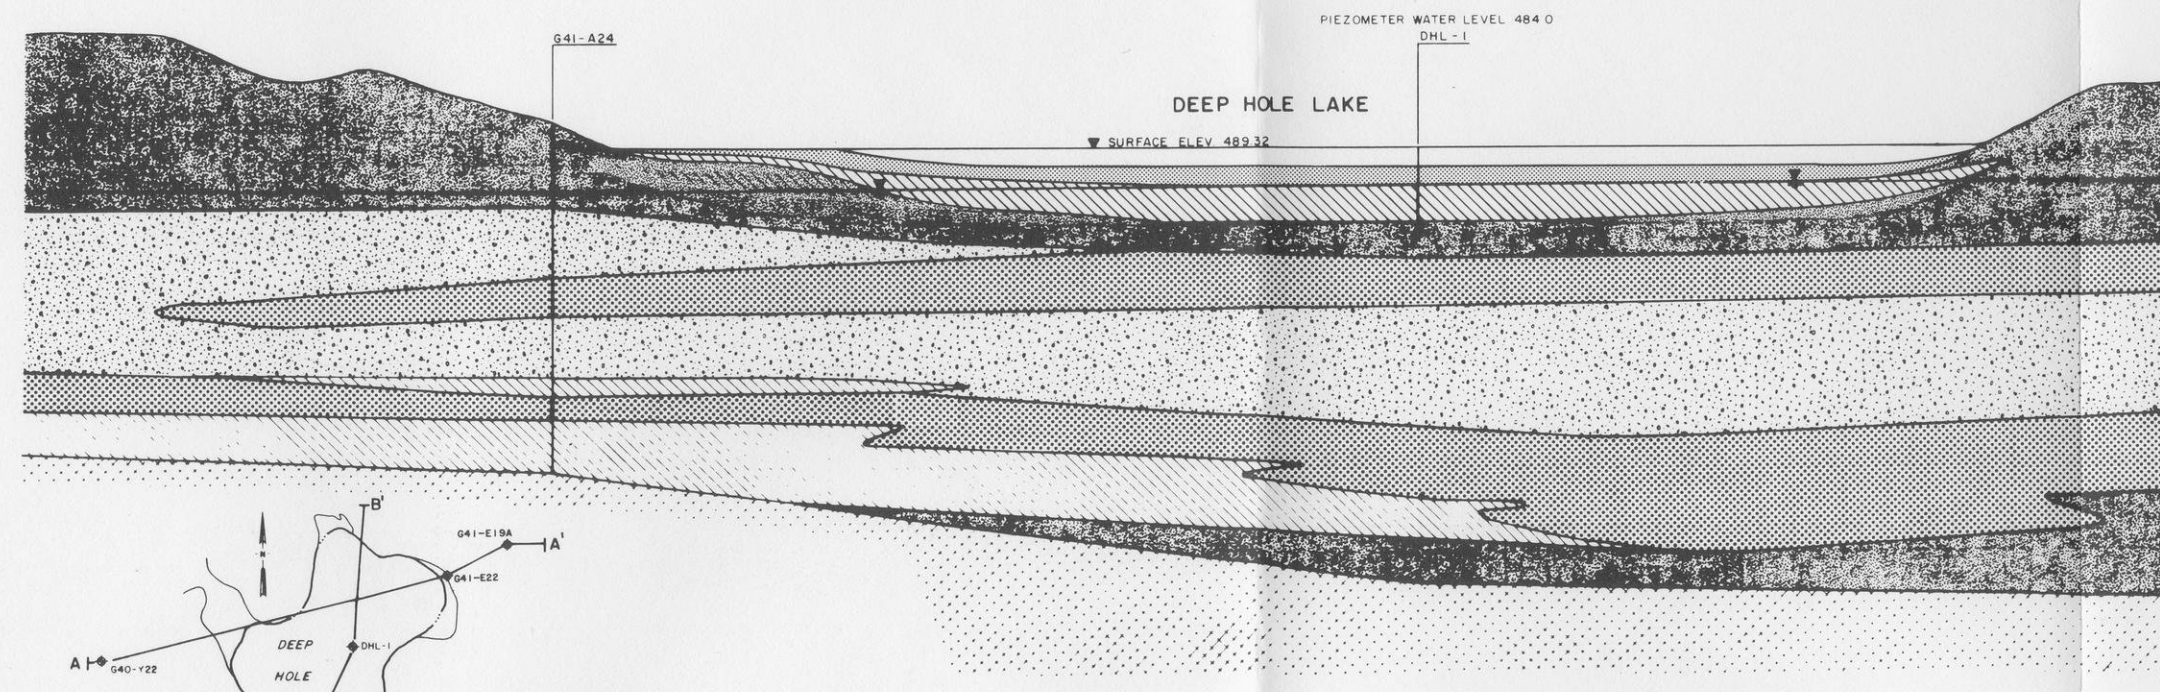 PIEZOMETER WATER LEVEL 484 0
G41-A24
DHL-1
DEEP HOLE LAKE
SURFACE ELEV 489 32
B'
G41-E19A
A'
N
G41-E22
DEEP
DHL-1
A
G40-Y22
HOLE